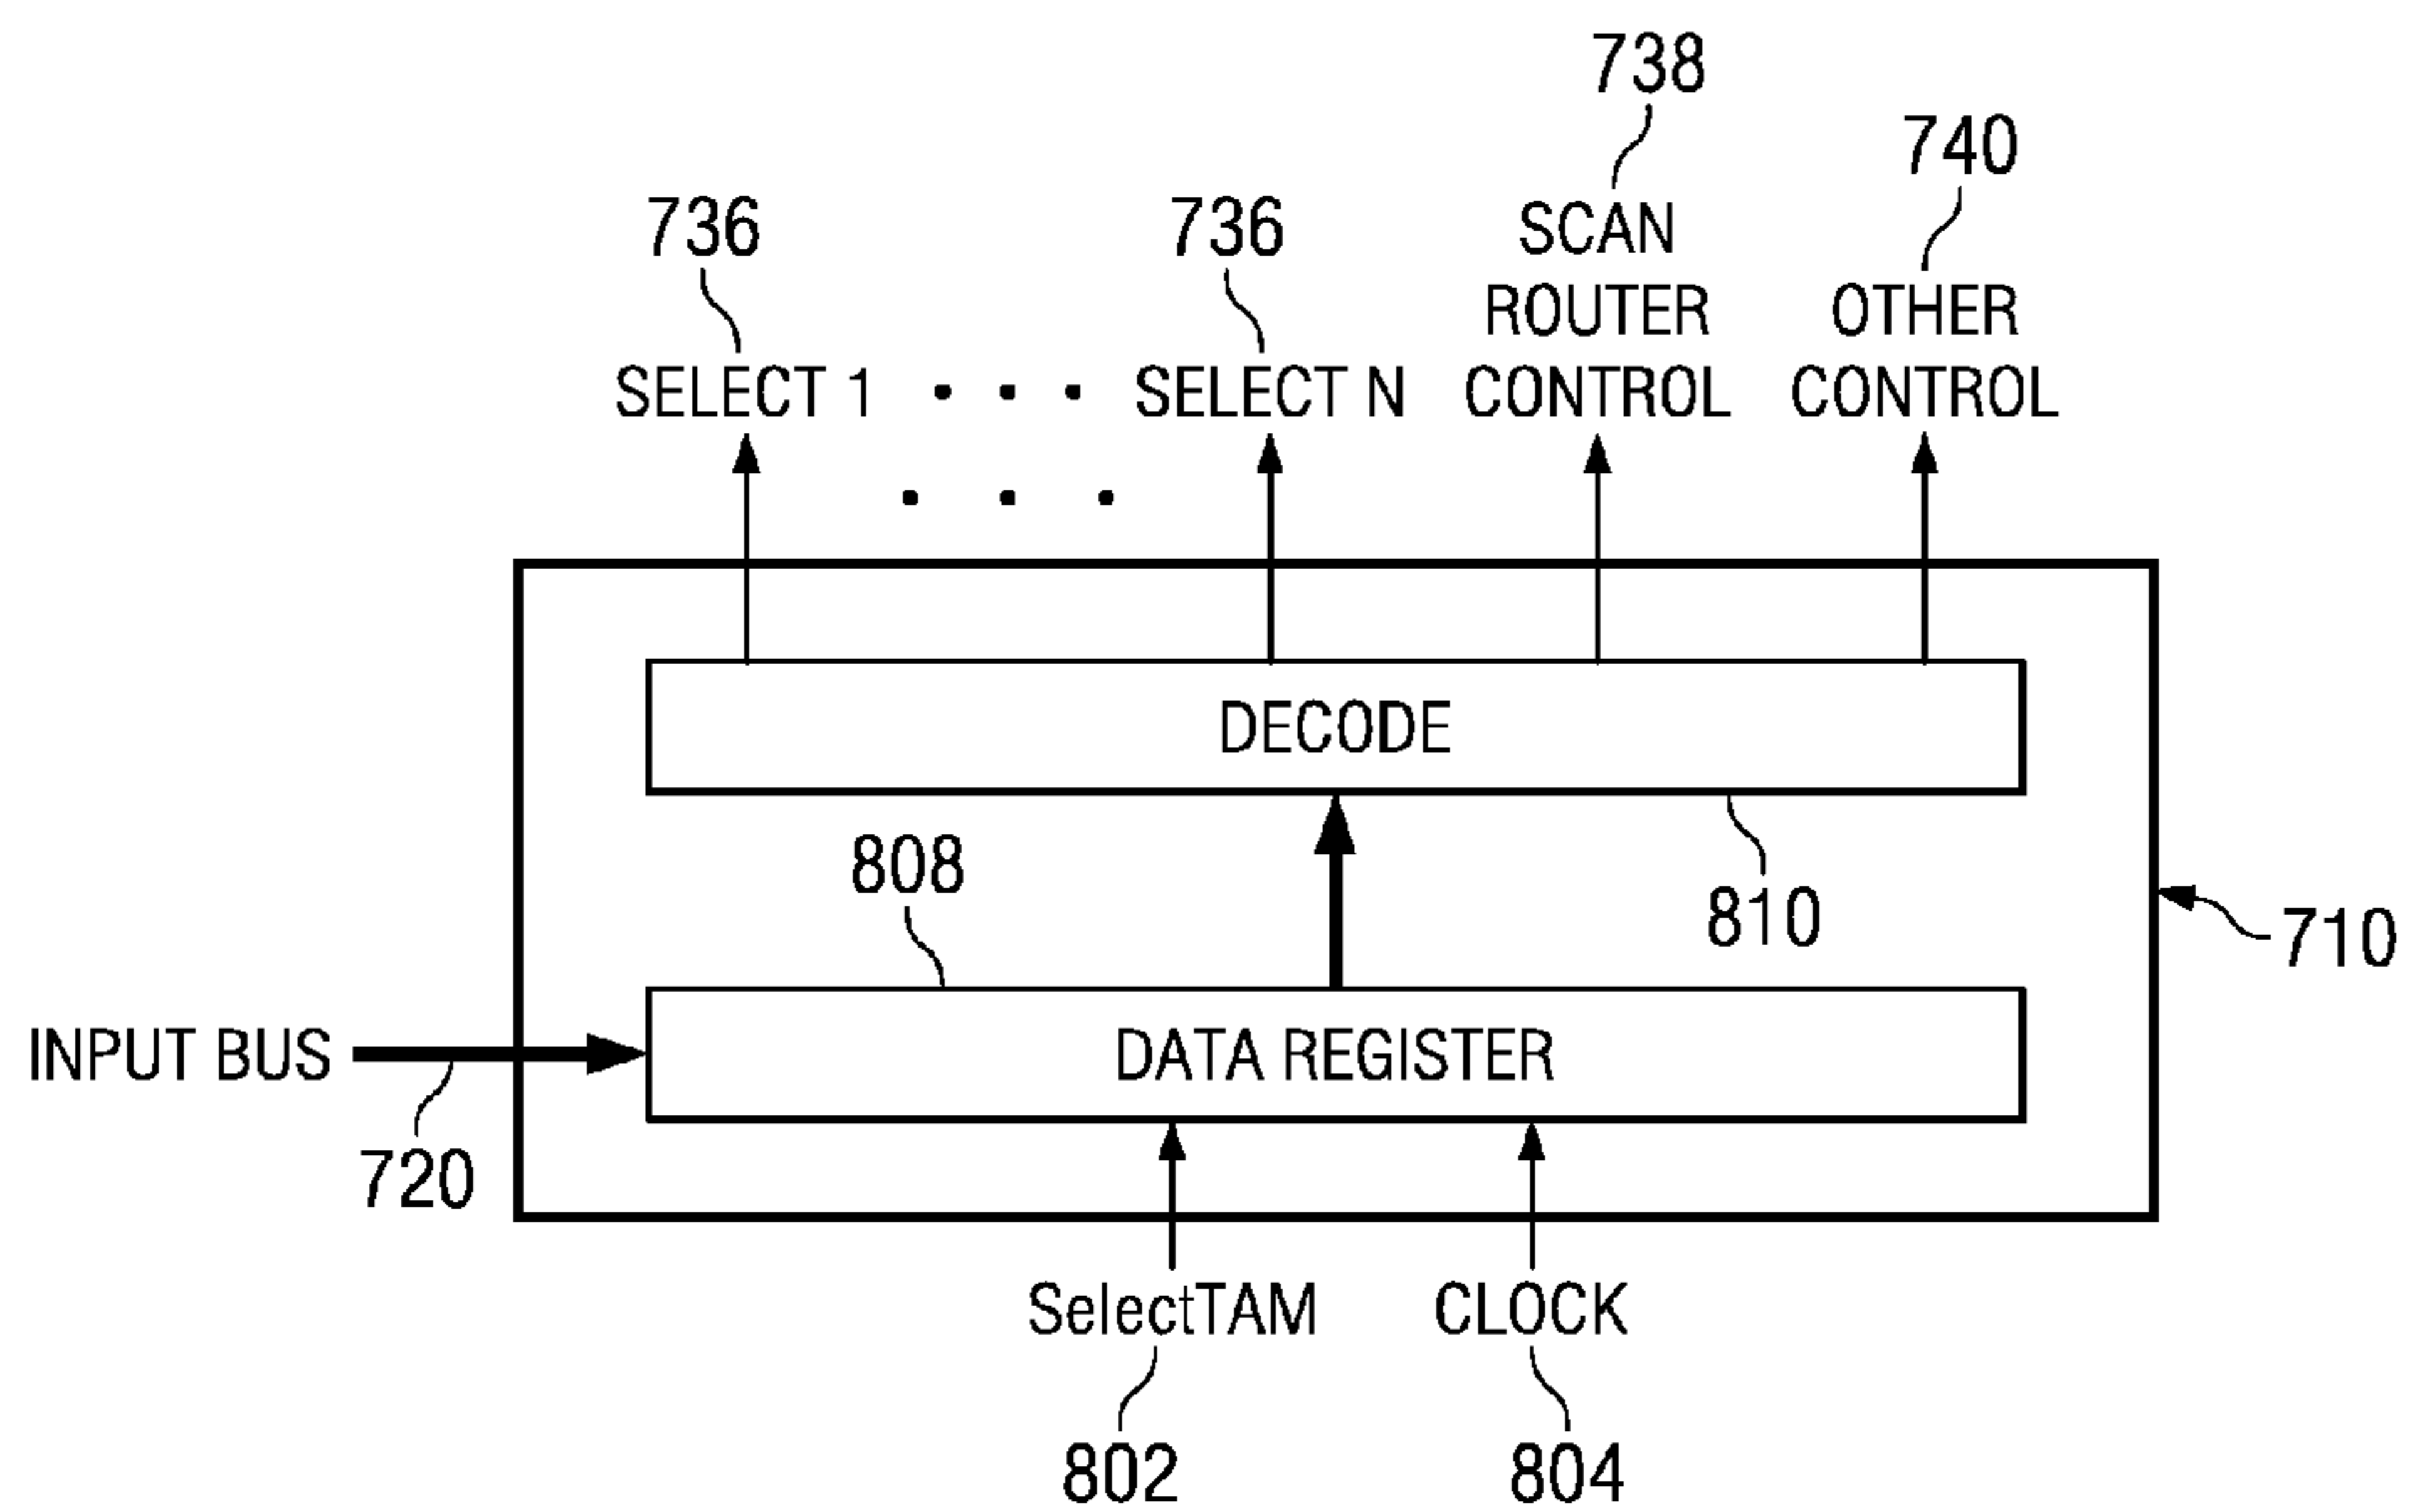 738
740
736
736
SCAN
ROUTER
CONTROL
OTHER
CONTROL
SELECT 1 • • • SELECT N
• • •
DECODE
808
810
710
INPUT BUS
DATA REGISTER
720
SelectTAM
CLOCK
802
804